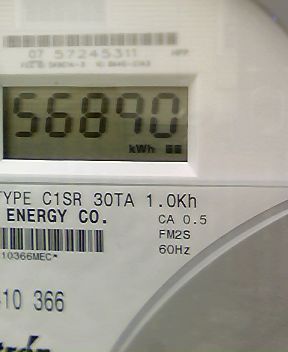 07 57245311
56890
kWh
TYPE C1SR 30TA 1.0Kh
ENERGY CO.
CA 0.5
FM2S
60Hz
10366MEC*
10 366